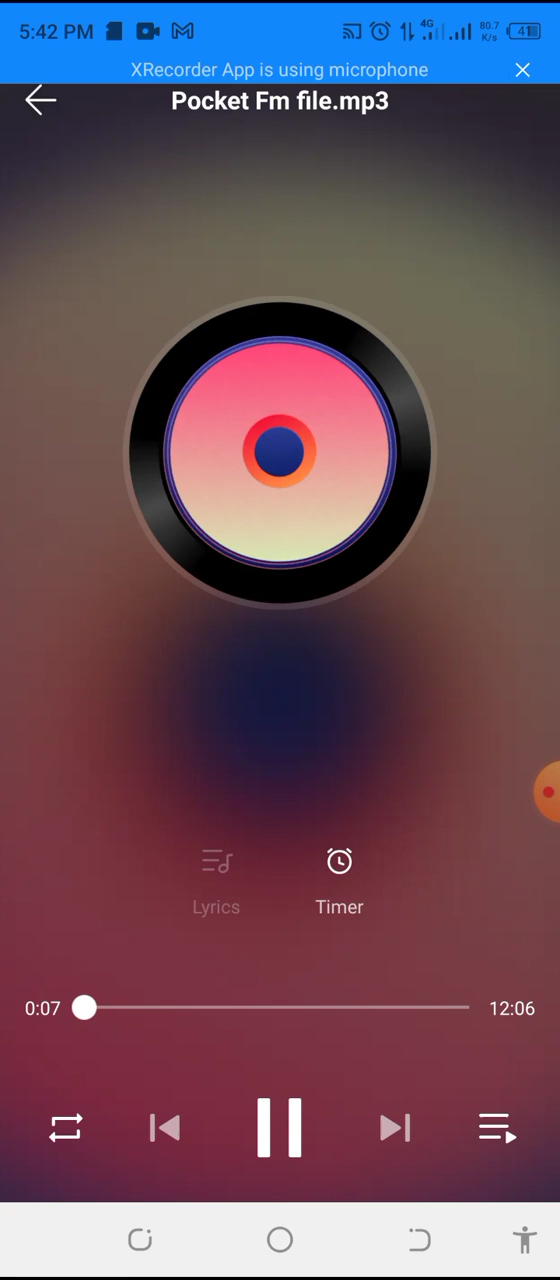 5:42 PM 4G 80.7 K/s 41
XRecorder App is using microphone
Pocket Fm file.mp3
Lyrics Timer
0:07 12:06